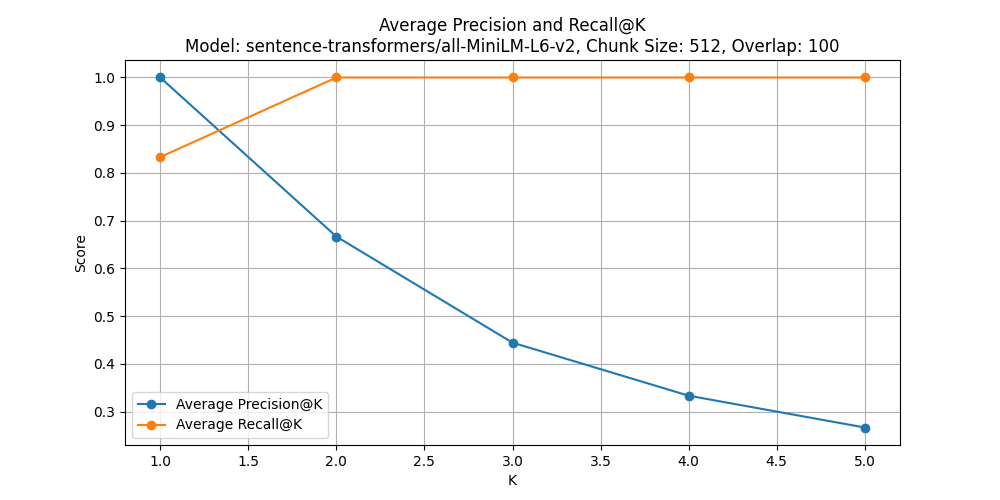 Average Precision and Recall@K
Model: sentence-transformers/all-MiniLM-L6-v2, Chunk Size: 512, Overlap: 100
Score
1.0
0.9
0.8
0.7
0.6
0.5
0.4
0.3
Average Precision@K
Average Recall@K
1.0 1.5 2.0 2.5 3.0 3.5 4.0 4.5 5.0
K